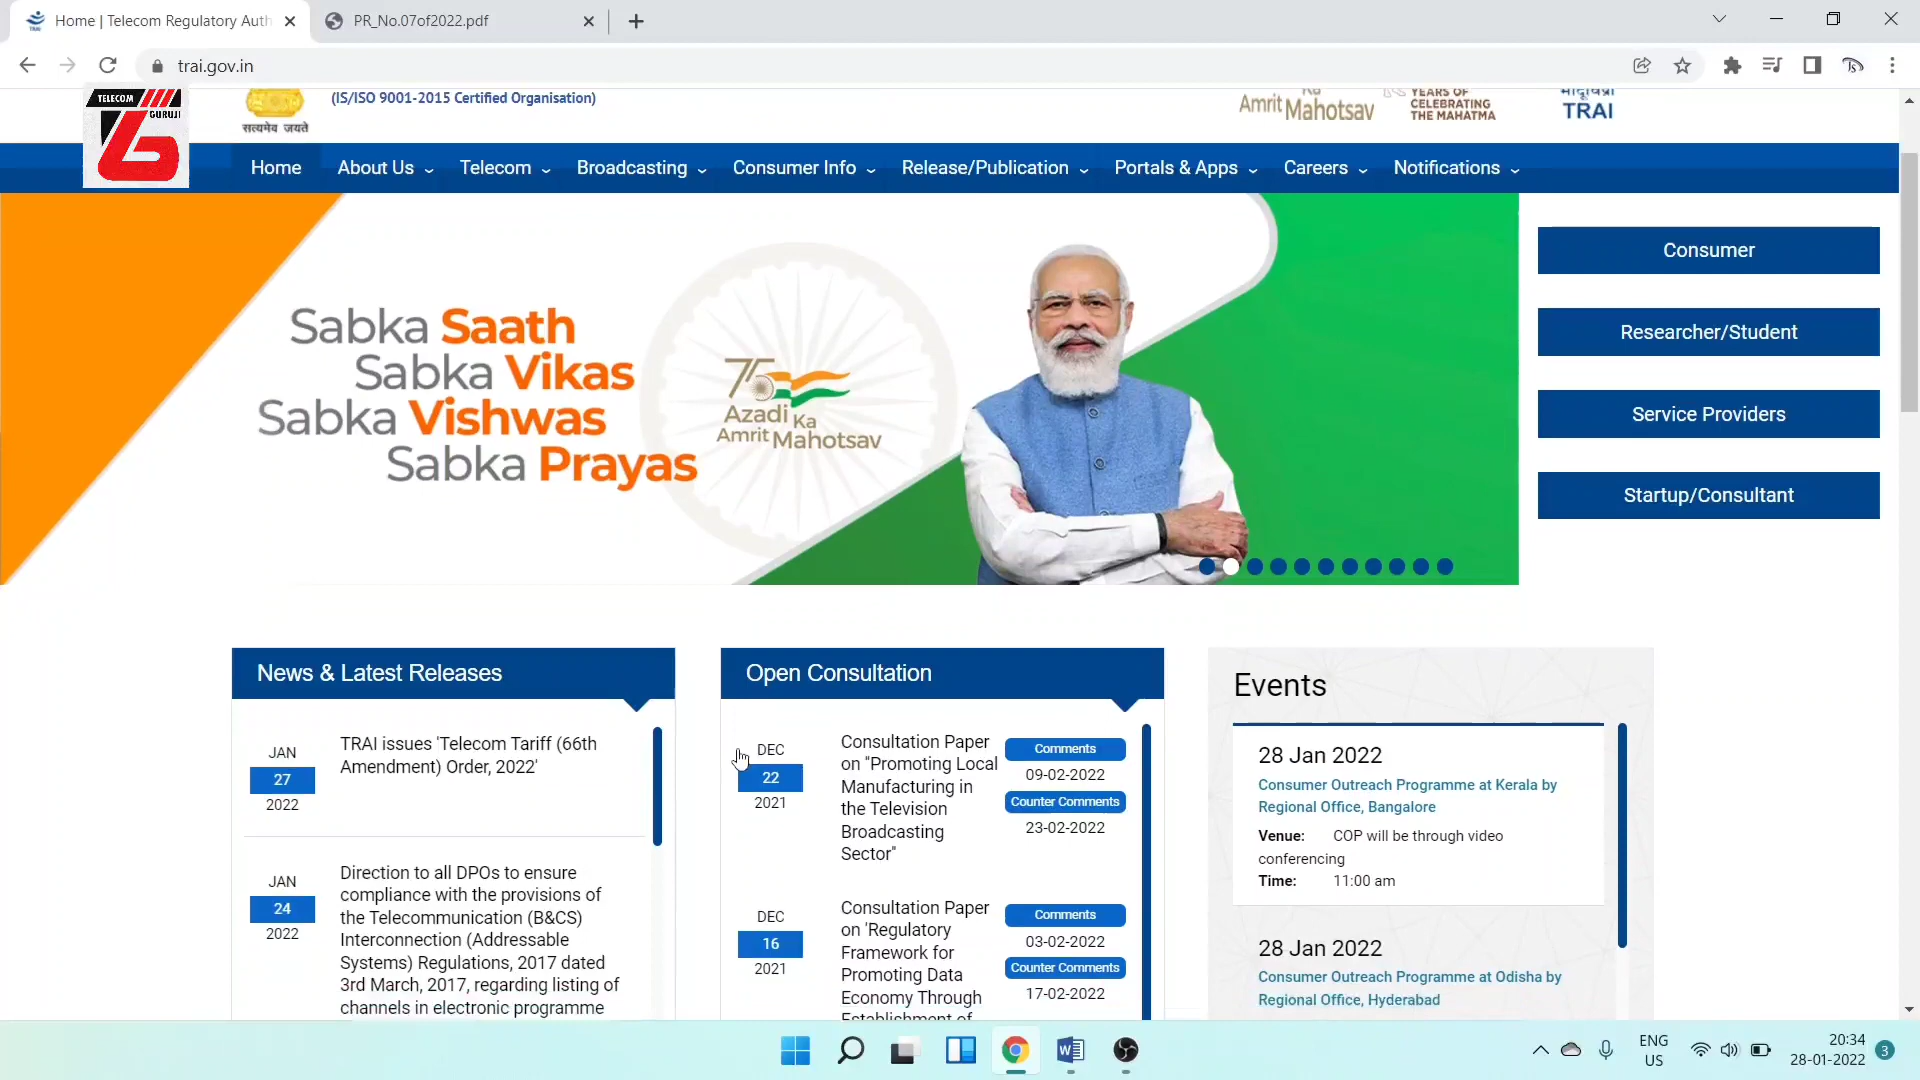 Home | Telecom Regulatory Auth
PR_No.07of2022.pdf
trai.gov.in
TELECOM
GURUJI
सत्यमेव जयते
(IS/ISO 9001-2015 Certified Organisation)
Amrit Mahotsav
YEARS OF
CELEBRATING
THE MAHATMA
TRAI
Home
About Us
Telecom
Broadcasting
Consumer Info
Release/Publication
Portals & Apps
Careers
Notifications
Sabka Saath
Sabka Vikas
Sabka Vishwas
Sabka Prayas
75
Azadi Ka
Amrit Mahotsav
Consumer
Researcher/Student
Service Providers
Startup/Consultant
News & Latest Releases
JAN
27
2022
TRAI issues 'Telecom Tariff (66th
Amendment) Order, 2022'
JAN
24
2022
Direction to all DPOs to ensure
compliance with the provisions of
the Telecommunication (B&CS)
Interconnection (Addressable
Systems) Regulations, 2017 dated
3rd March, 2017, regarding listing of
channels in electronic programme
Open Consultation
DEC
22
2021
Consultation Paper
on "Promoting Local
Manufacturing in
the Television
Broadcasting
Sector"
Comments
09-02-2022
Counter Comments
23-02-2022
DEC
16
2021
Consultation Paper
on 'Regulatory
Framework for
Promoting Data
Economy Through
Establishment of
Comments
03-02-2022
Counter Comments
17-02-2022
Events
28 Jan 2022
Consumer Outreach Programme at Kerala by
Regional Office, Bangalore
Venue: COP will be through video
conferencing
Time: 11:00 am
28 Jan 2022
Consumer Outreach Programme at Odisha by
Regional Office, Hyderabad
ENG
US
20:34
28-01-2022
3